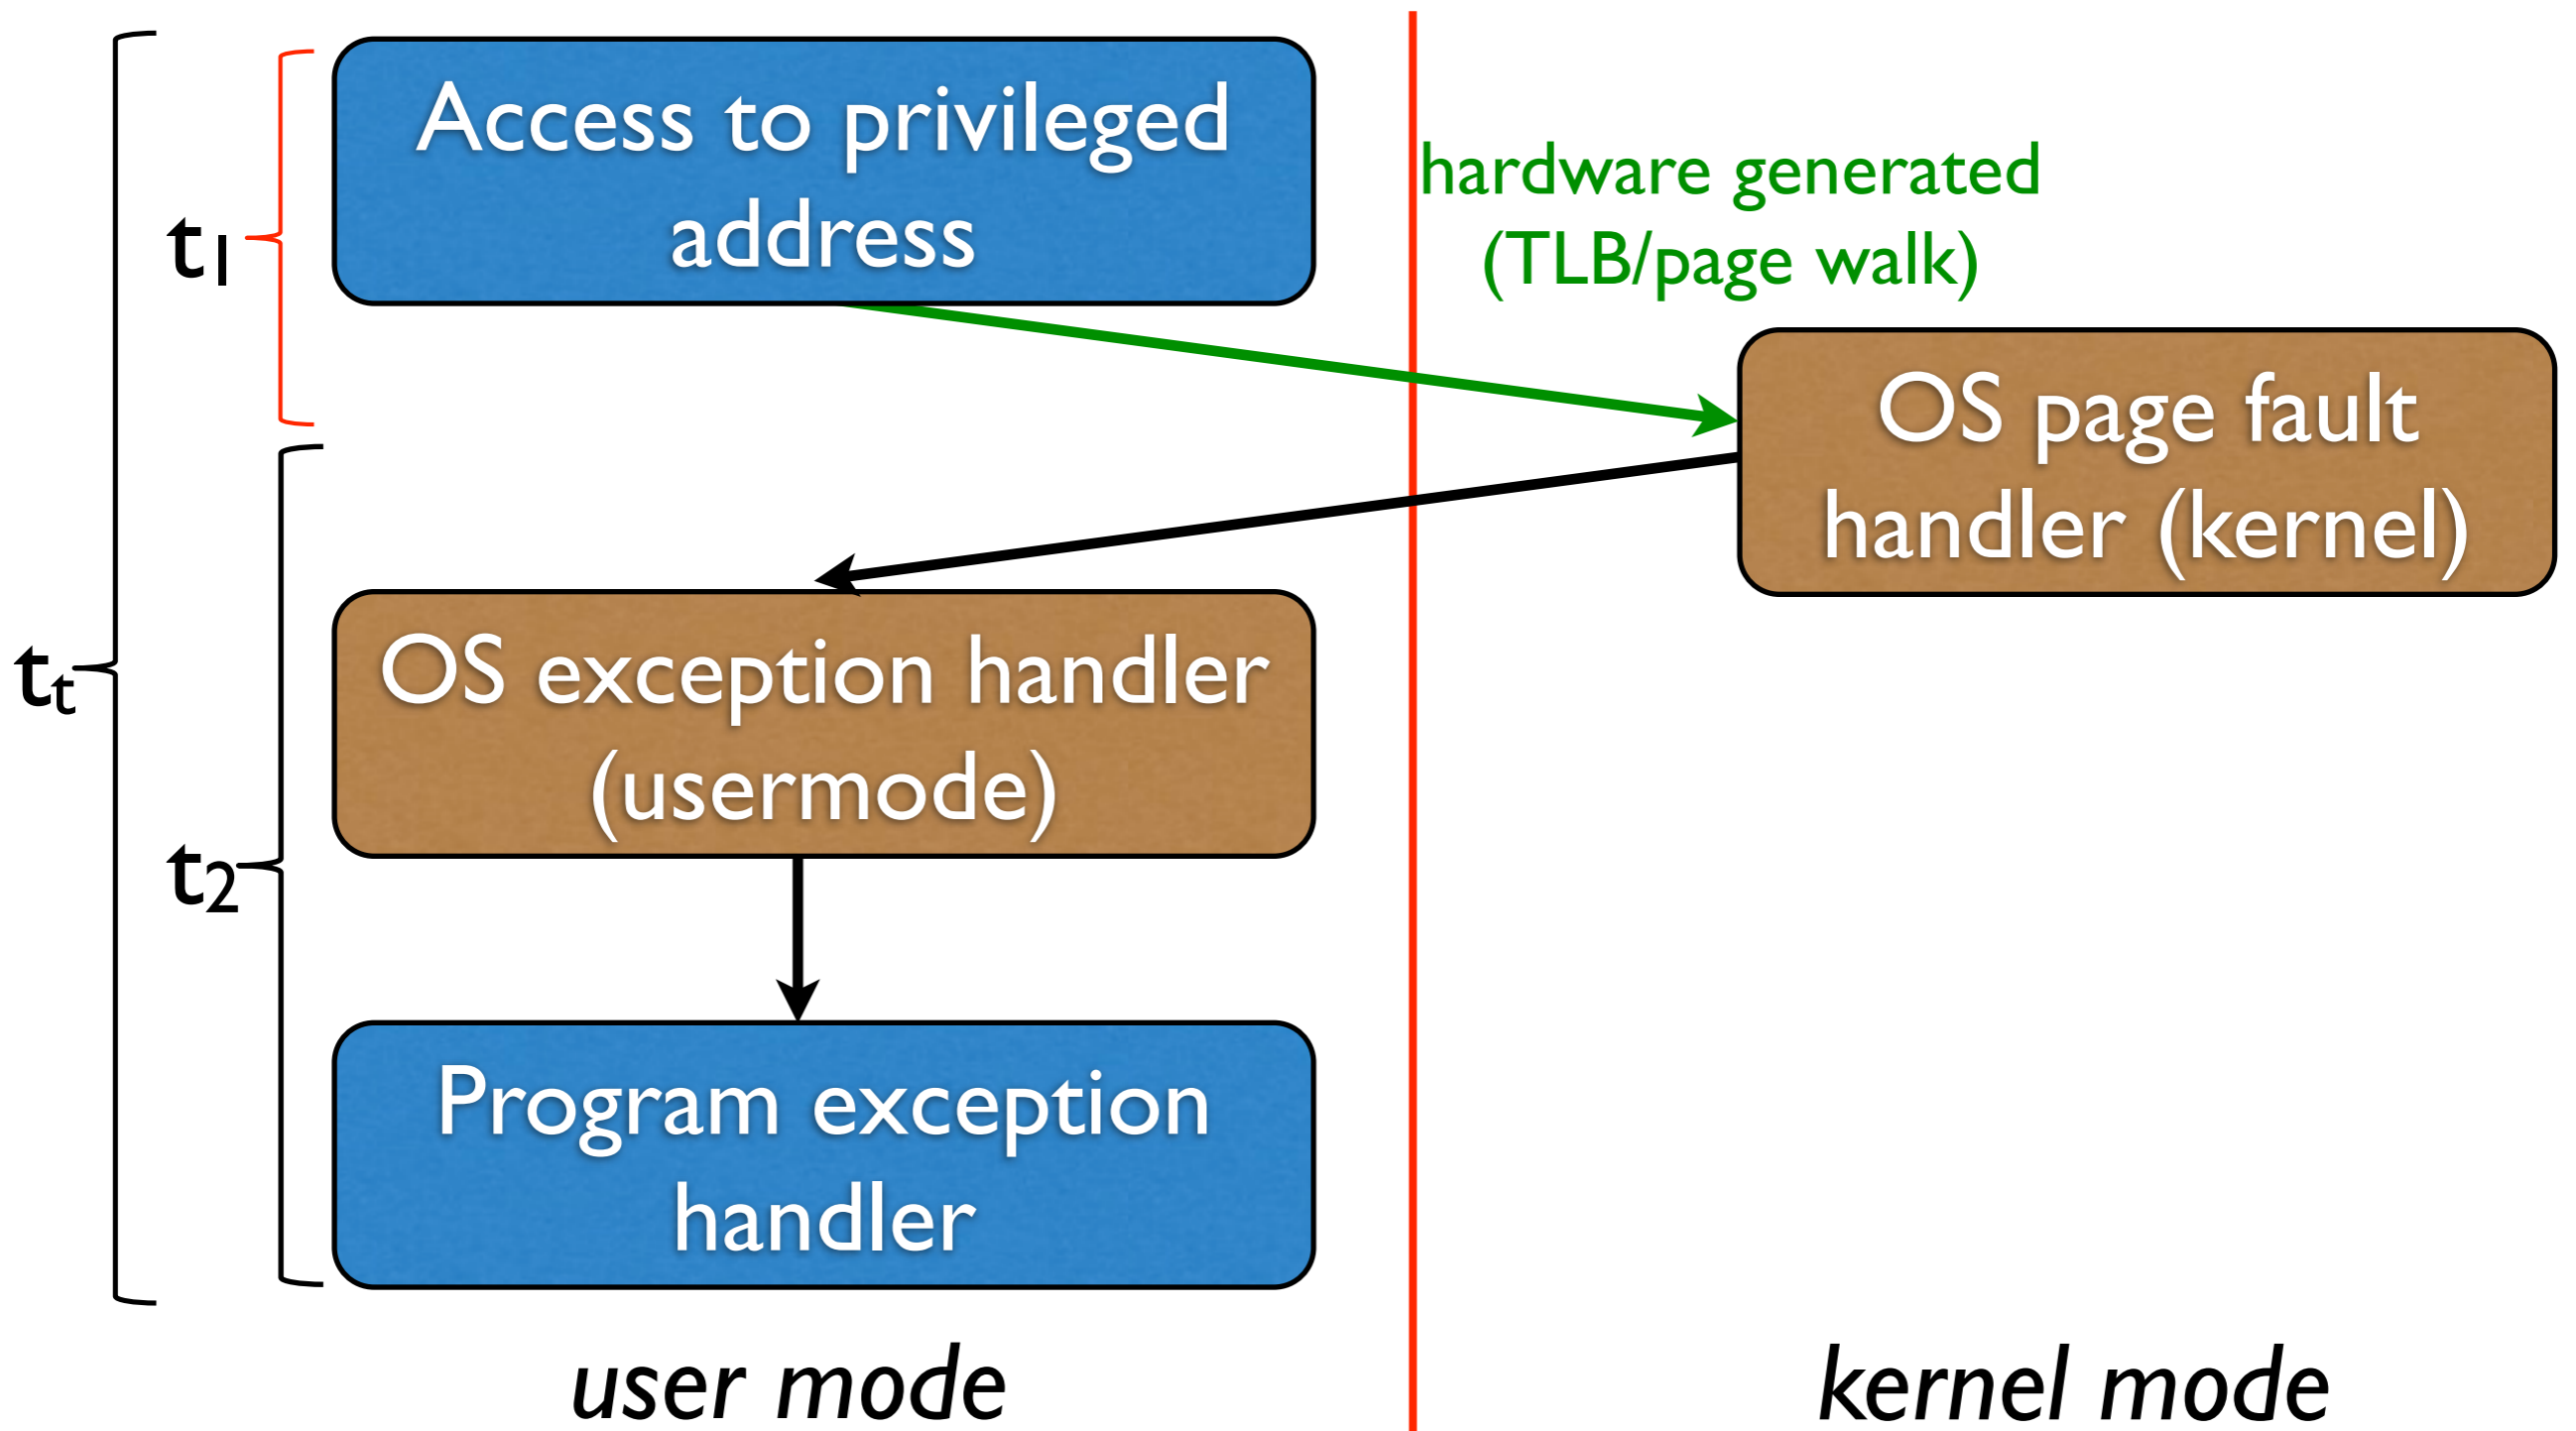 Access to privileged
address
hardware generated
(TLB/page walk)
t1
OS page fault
handler (kernel)
OS exception handler
(usermode)
tt
t2
Program exception
handler
user mode
kernel mode